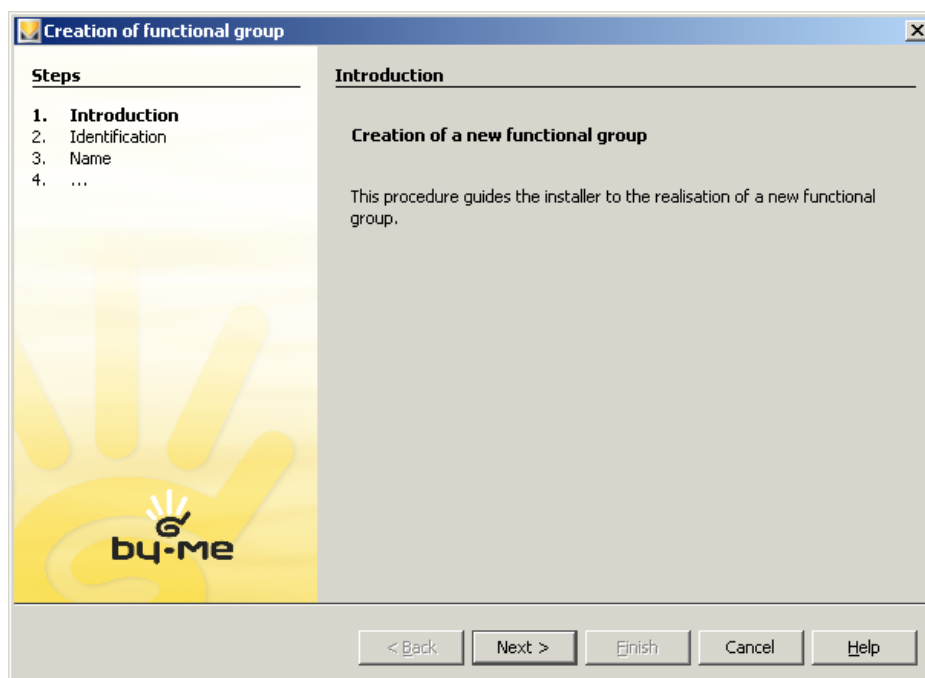 Creation of functional group
Steps
1. Introduction
2. Identification
3. Name
4. ...
by-me
Introduction
Creation of a new functional group
This procedure guides the installer to the realisation of a new functional
group.
< Back
Next >
Finish
Cancel
Help